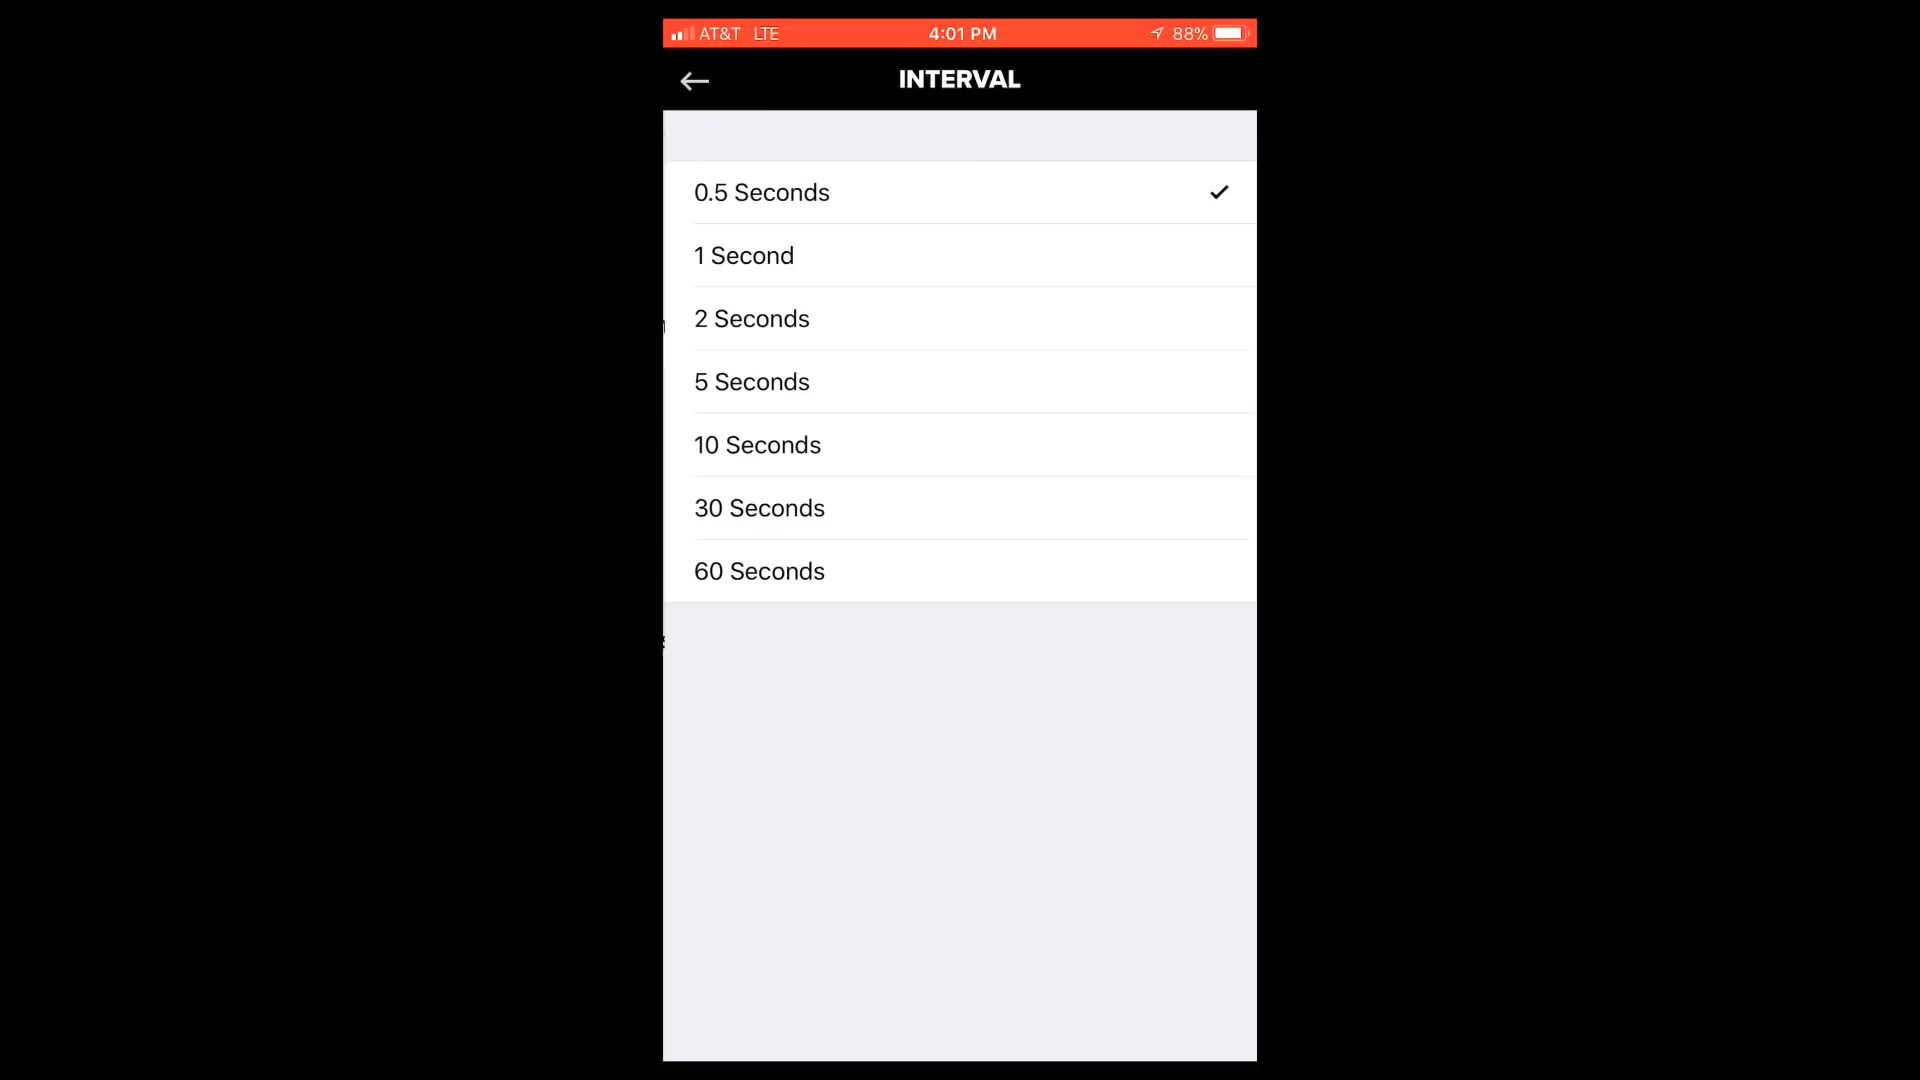 AT&T LTE 4:01 PM 88%
INTERVAL
0.5 Seconds
1 Second
2 Seconds
5 Seconds
10 Seconds
30 Seconds
60 Seconds